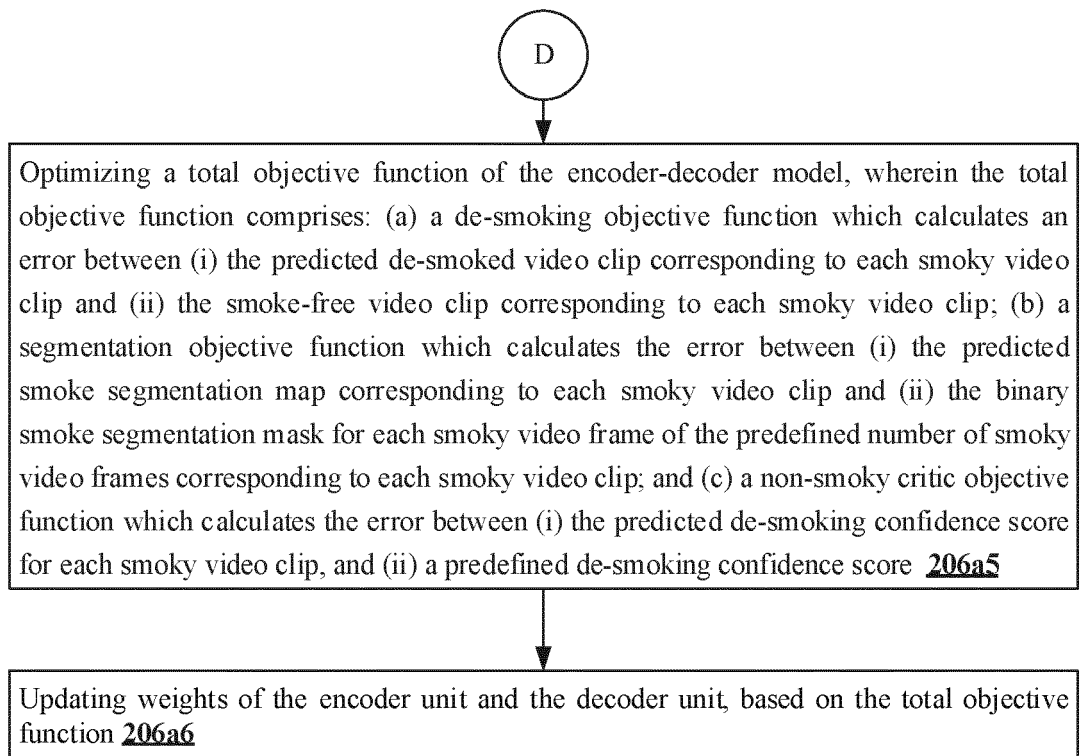 D
Optimizing a total objective function of the encoder-decoder model, wherein the total
objective function comprises: (a) a de-smoking objective function which calculates an
error between (i) the predicted de-smoked video clip corresponding to each smoky video
clip and (ii) the smoke-free video clip corresponding to each smoky video clip; (b) a
segmentation objective function which calculates the error between (i) the predicted
smoke segmentation map corresponding to each smoky video clip and (ii) the binary
smoke segmentation mask for each smoky video frame of the predefined number of smoky
video frames corresponding to each smoky video clip; and (c) a non-smoky critic objective
function which calculates the error between (i) the predicted de-smoking confidence score
for each smoky video clip, and (ii) a predefined de-smoking confidence score 206a5
Updating weights of the encoder unit and the decoder unit, based on the total objective
function 206a6